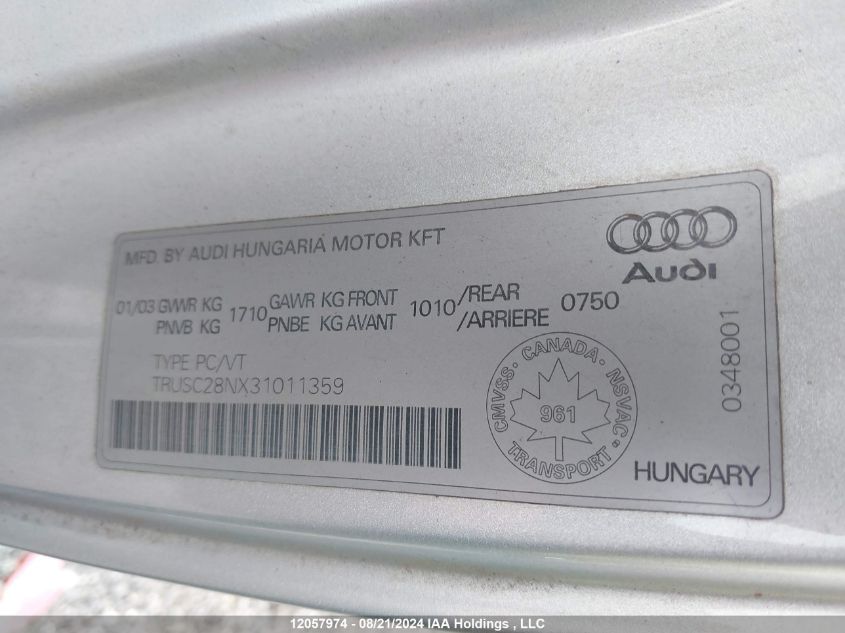 MFD. BY AUDI HUNGARIA MOTOR KFT
Audi
01/03 GVWR KG 1710 GAWR KG FRONT 1010 /REAR 0750
PNVB KG PNBE KG AVANT /ARRIERE
TYPE PC/VT
TRUSC28NX31011359
CMVSS· CANADA· NSVAC·
961
TRANSPORT
0348001
HUNGARY
12057974 - 08/21/2024 IAA Holdings , LLC